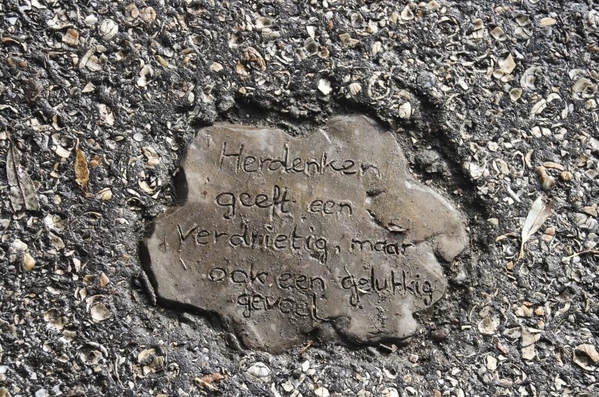 Herdenken
geeft een
verdrietig, maar
ook een gelukkig
gevoel